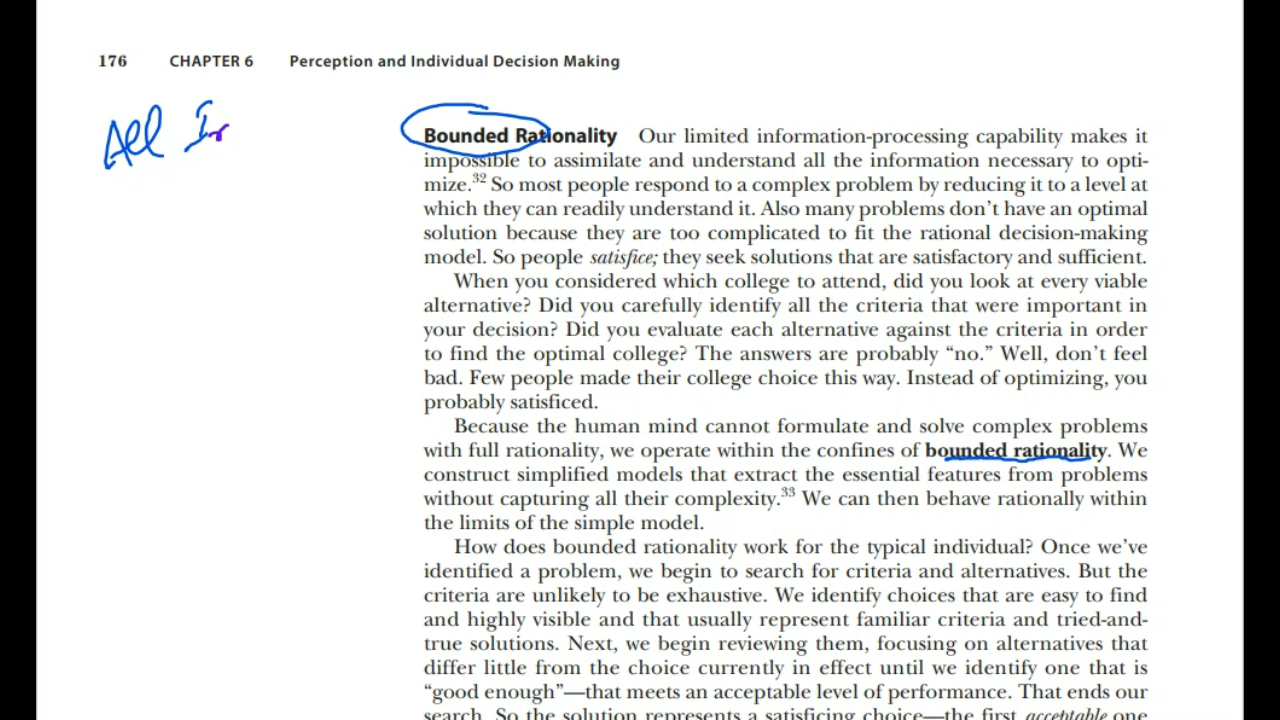 176 CHAPTER 6 Perception and Individual Decision Making
All In
Bounded Rationality Our limited information-processing capability makes it
impossible to assimilate and understand all the information necessary to opti-
mize.32 So most people respond to a complex problem by reducing it to a level at
which they can readily understand it. Also many problems don’t have an optimal
solution because they are too complicated to fit the rational decision-making
model. So people satisfice; they seek solutions that are satisfactory and sufficient.
When you considered which college to attend, did you look at every viable
alternative? Did you carefully identify all the criteria that were important in
your decision? Did you evaluate each alternative against the criteria in order
to find the optimal college? The answers are probably “no.” Well, don’t feel
bad. Few people made their college choice this way. Instead of optimizing, you
probably satisficed.
Because the human mind cannot formulate and solve complex problems
with full rationality, we operate within the confines of bounded rationality. We
construct simplified models that extract the essential features from problems
without capturing all their complexity.33 We can then behave rationally within
the limits of the simple model.
How does bounded rationality work for the typical individual? Once we’ve
identified a problem, we begin to search for criteria and alternatives. But the
criteria are unlikely to be exhaustive. We identify choices that are easy to find
and highly visible and that usually represent familiar criteria and tried-and-
true solutions. Next, we begin reviewing them, focusing on alternatives that
differ little from the choice currently in effect until we identify one that is
“good enough”—that meets an acceptable level of performance. That ends our
search. So the solution represents a satisficing choice—the first acceptable one